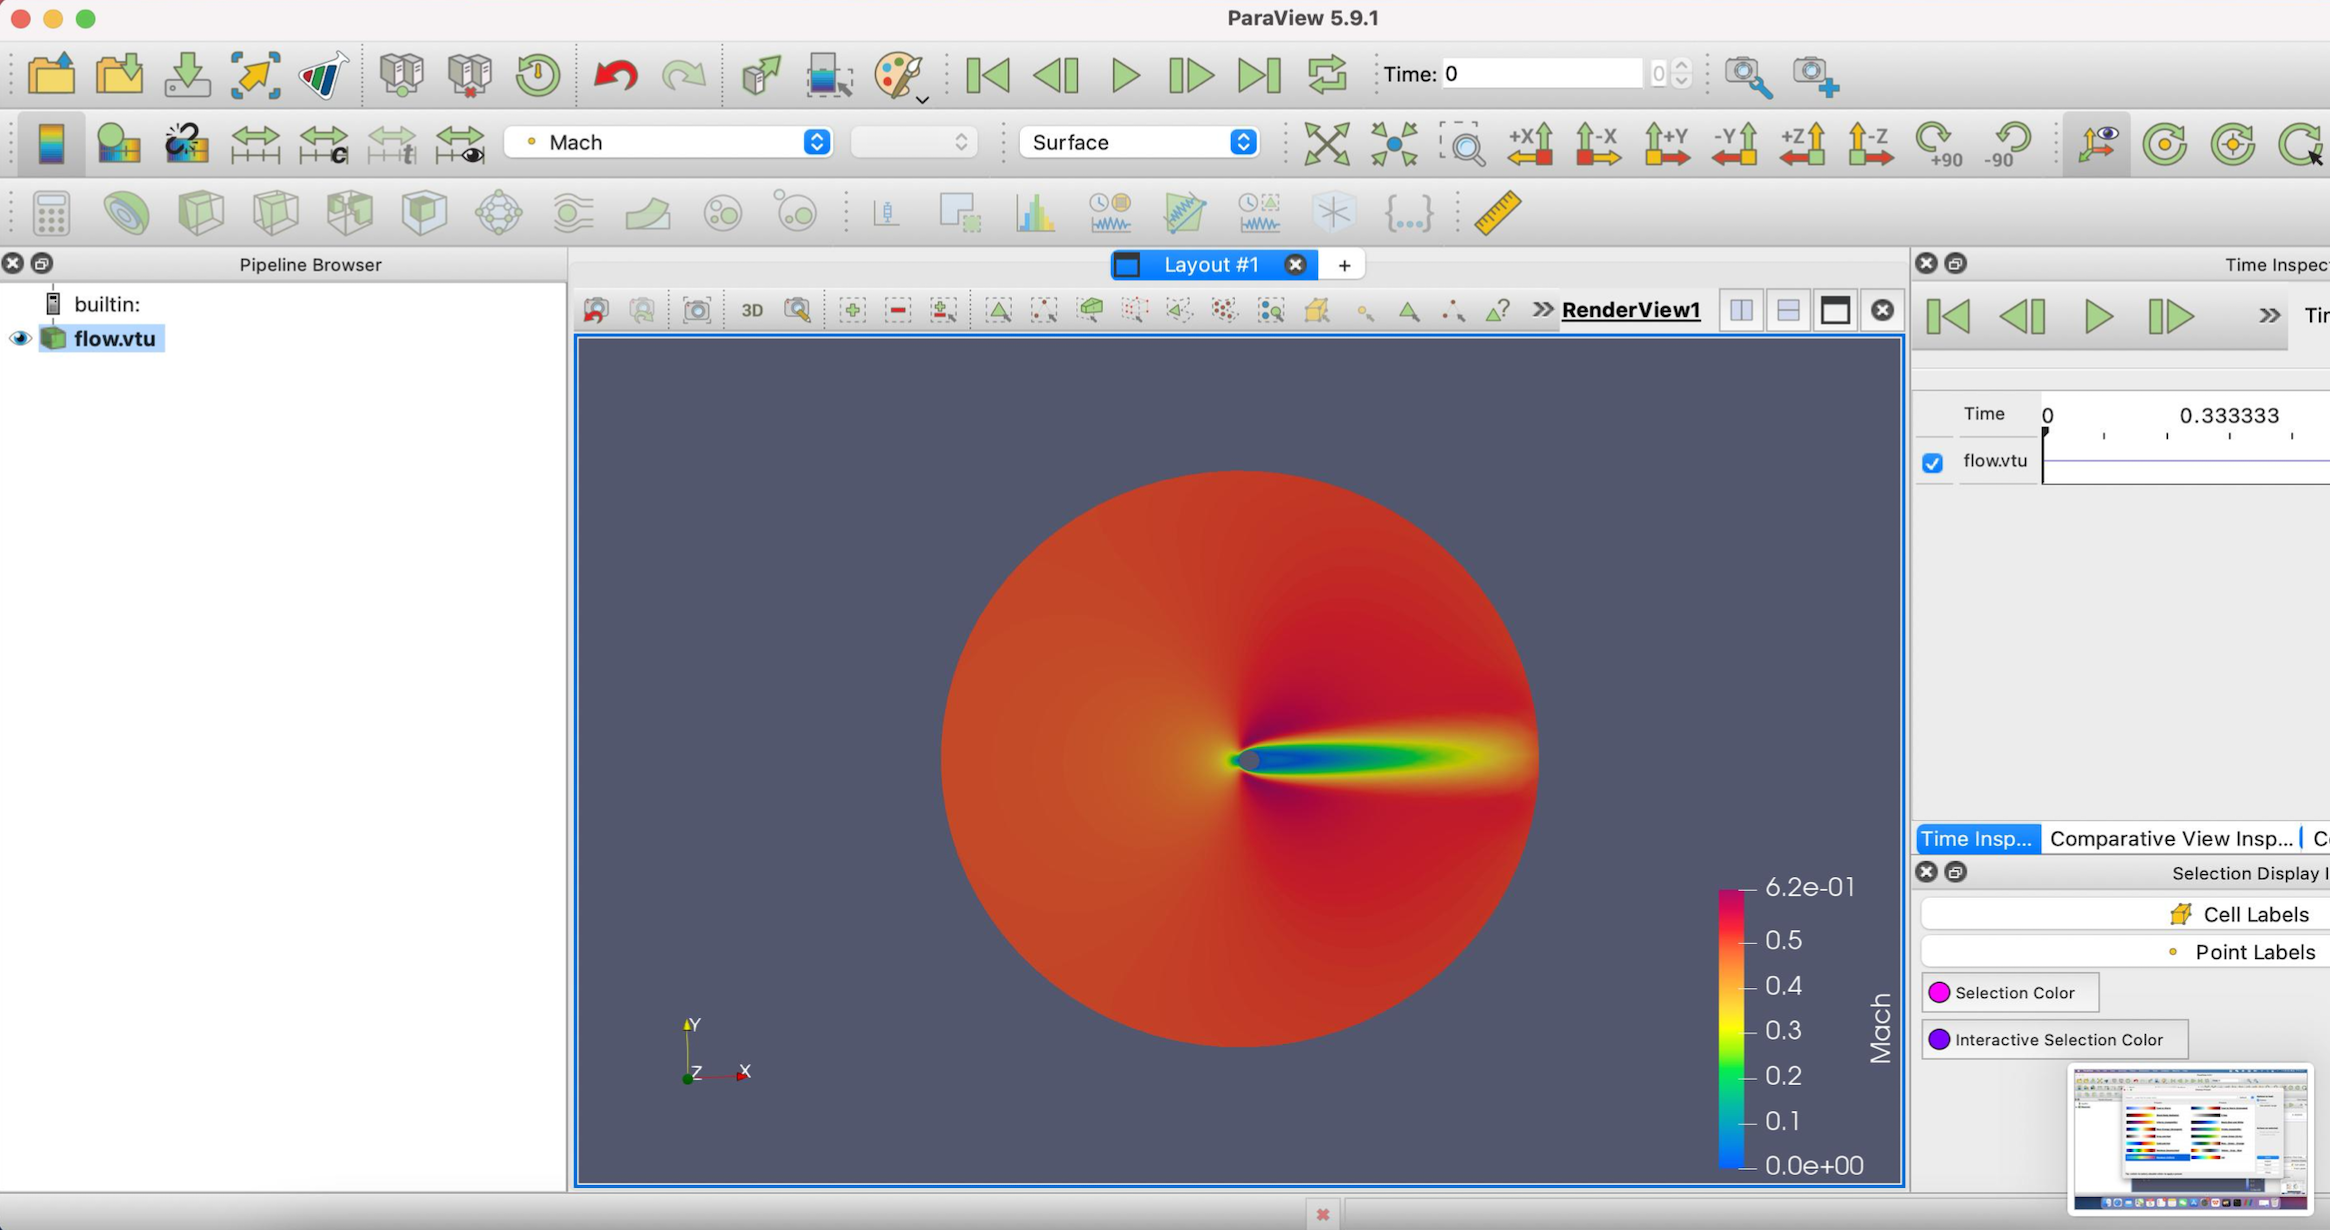 ParaView 5.9.1
Time: 0 0
Mach Surface +X -X +Y -Y +Z -Z +90 -90
c t
Pipeline Browser Layout #1 + Time Inspec
builtin:
flow.vtu
3D RenderView1
Tir
Time 0 0.333333
flow.vtu
Time Insp... Comparative View Insp...
Selection Display I
Cell Labels
Point Labels
Selection Color
Interactive Selection Color
6.2e-01
0.5
0.4
0.3
0.2
0.1
0.0e+00
Mach
Y
Z X